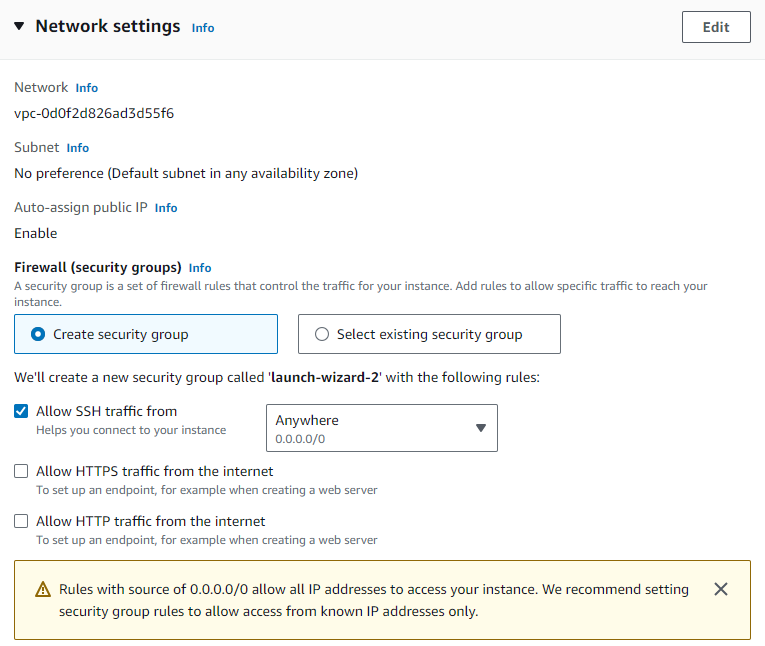 Network settings Info
Edit
Network Info
vpc-0d0f2d826ad3d55f6
Subnet Info
No preference (Default subnet in any availability zone)
Auto-assign public IP Info
Enable
Firewall (security groups) Info
A security group is a set of firewall rules that control the traffic for your instance. Add rules to allow specific traffic to reach your
instance.
Create security group
Select existing security group
We'll create a new security group called 'launch-wizard-2' with the following rules:
Allow SSH traffic from
Helps you connect to your instance
Anywhere
0.0.0.0/0
Allow HTTPS traffic from the internet
To set up an endpoint, for example when creating a web server
Allow HTTP traffic from the internet
To set up an endpoint, for example when creating a web server
Rules with source of 0.0.0.0/0 allow all IP addresses to access your instance. We recommend setting
security group rules to allow access from known IP addresses only.